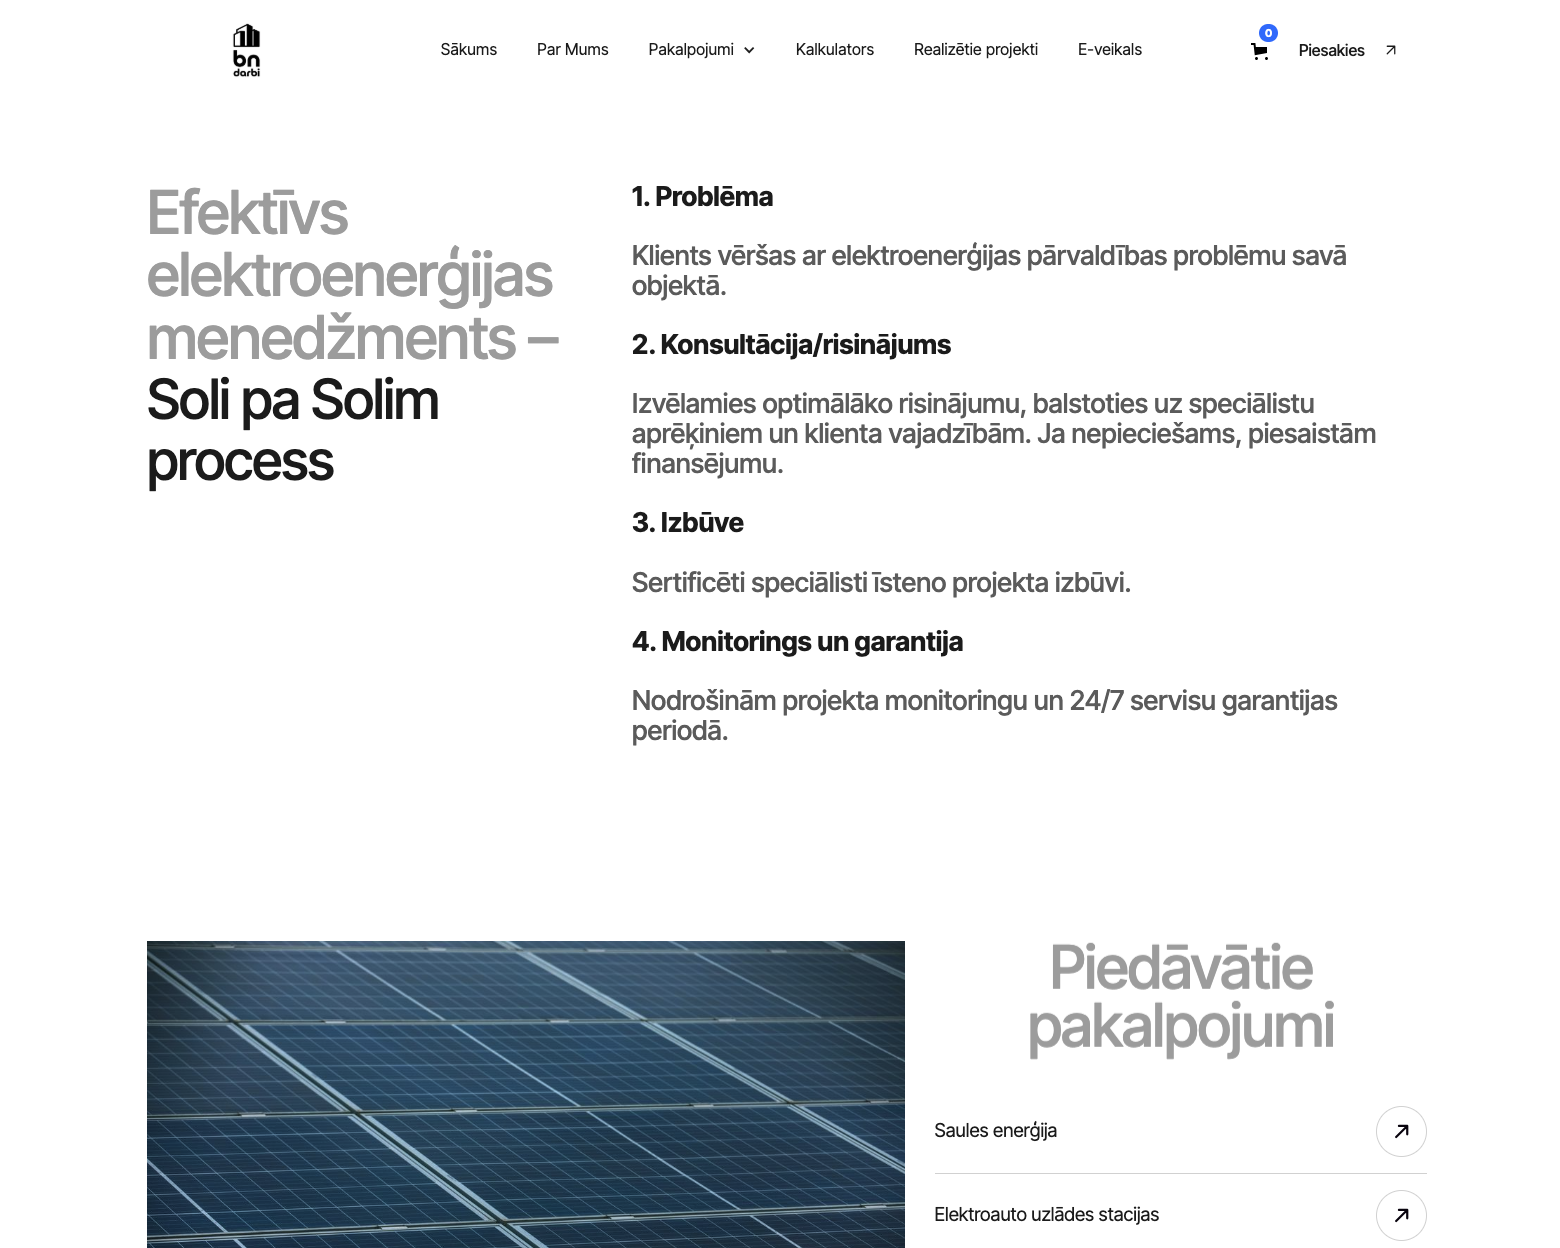 bn
darbi
Sākums
Par Mums
Pakalpojumi
Kalkulators
Realizētie projekti
E-veikals
0
Piesakies
Efektīvs
elektroenerģijas
menedžments –
Soli pa Solim
process
1. Problēma
Klients vēršas ar elektroenerģijas pārvaldības problēmu savā
objektā.
2. Konsultācija/risinājums
Izvēlamies optimālāko risinājumu, balstoties uz speciālistu
aprēķiniem un klienta vajadzībām. Ja nepieciešams, piesaistām
finansējumu.
3. Izbūve
Sertificēti speciālisti īsteno projekta izbūvi.
4. Monitorings un garantija
Nodrošinām projekta monitoringu un 24/7 servisu garantijas
periodā.
Piedāvātie
pakalpojumi
Saules enerģija
Elektroauto uzlādes stacijas